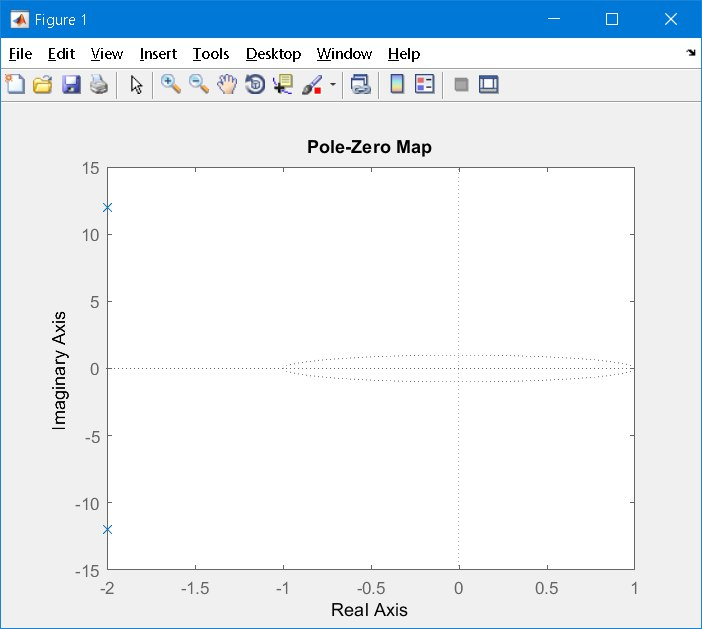 Figure 1
File Edit View Insert Tools Desktop Window Help
Pole-Zero Map
15
10
5
0
-5
-10
-15
Imaginary Axis
-2 -1.5 -1 -0.5 0 0.5 1
Real Axis